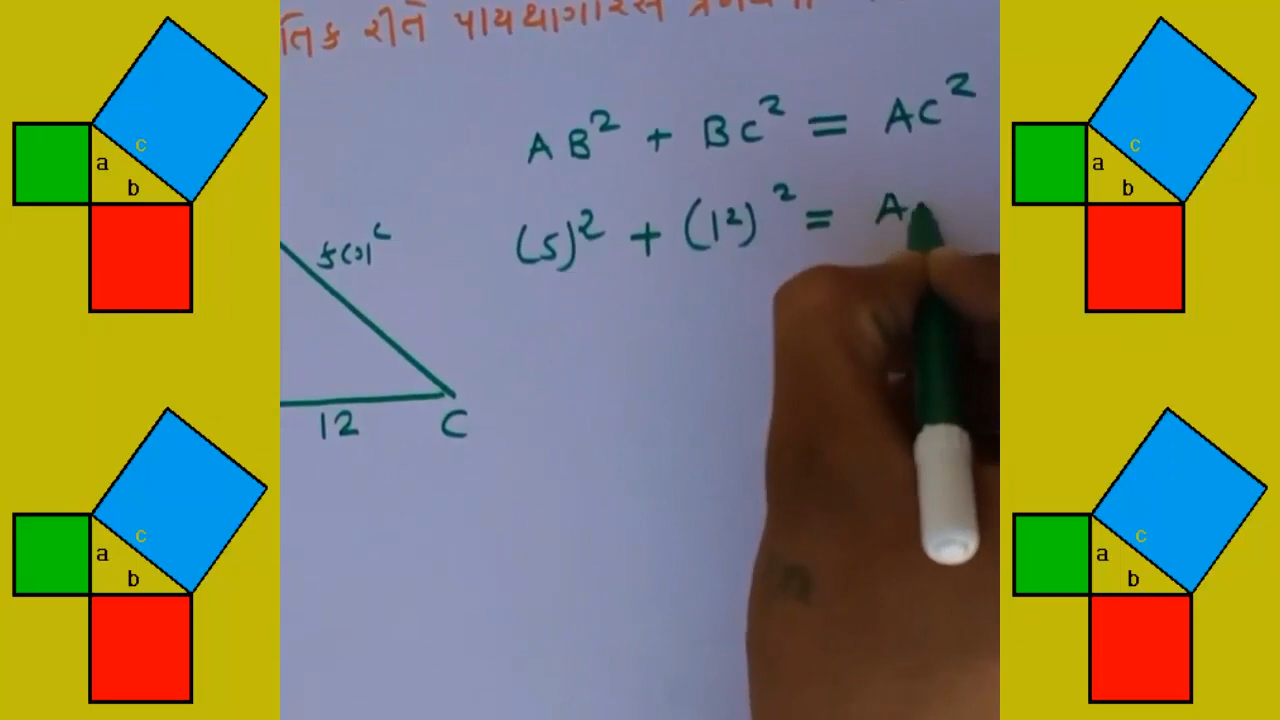 રીતે પાયથાગોરસ
AB² + BC² = AC²
(5)² + (12)² = A
12
C
a
b
c
a
b
c
a
b
c
a
b
c